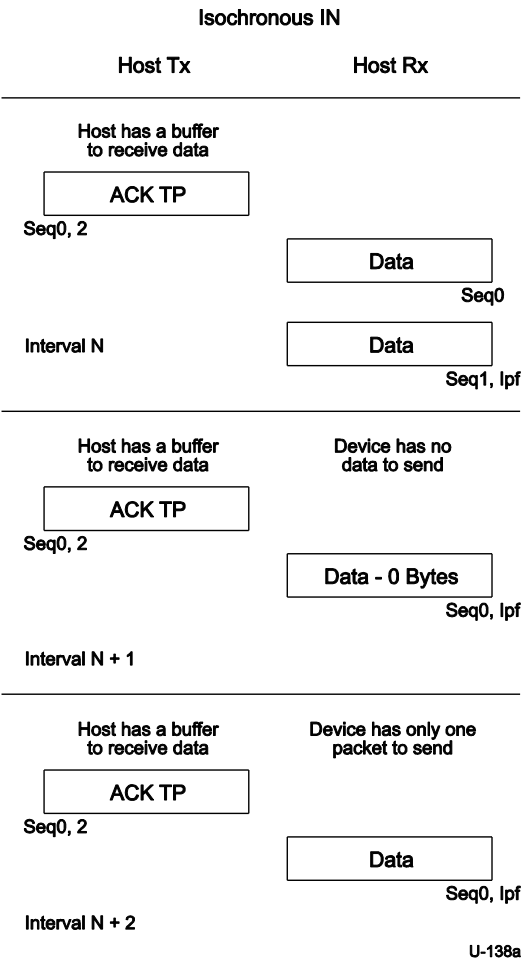 Isochronous IN
Host Tx
Host Rx
Host has a buffer
to receive data
ACK TP
Seq0, 2
Data
Seq0
Interval N
Data
Seq1, lpf
Host has a buffer
to receive data
Device has no
data to send
ACK TP
Seq0, 2
Data - 0 Bytes
Seq0, lpf
Interval N + 1
Host has a buffer
to receive data
Device has only one
packet to send
ACK TP
Seq0, 2
Data
Seq0, lpf
Interval N + 2
U-138a